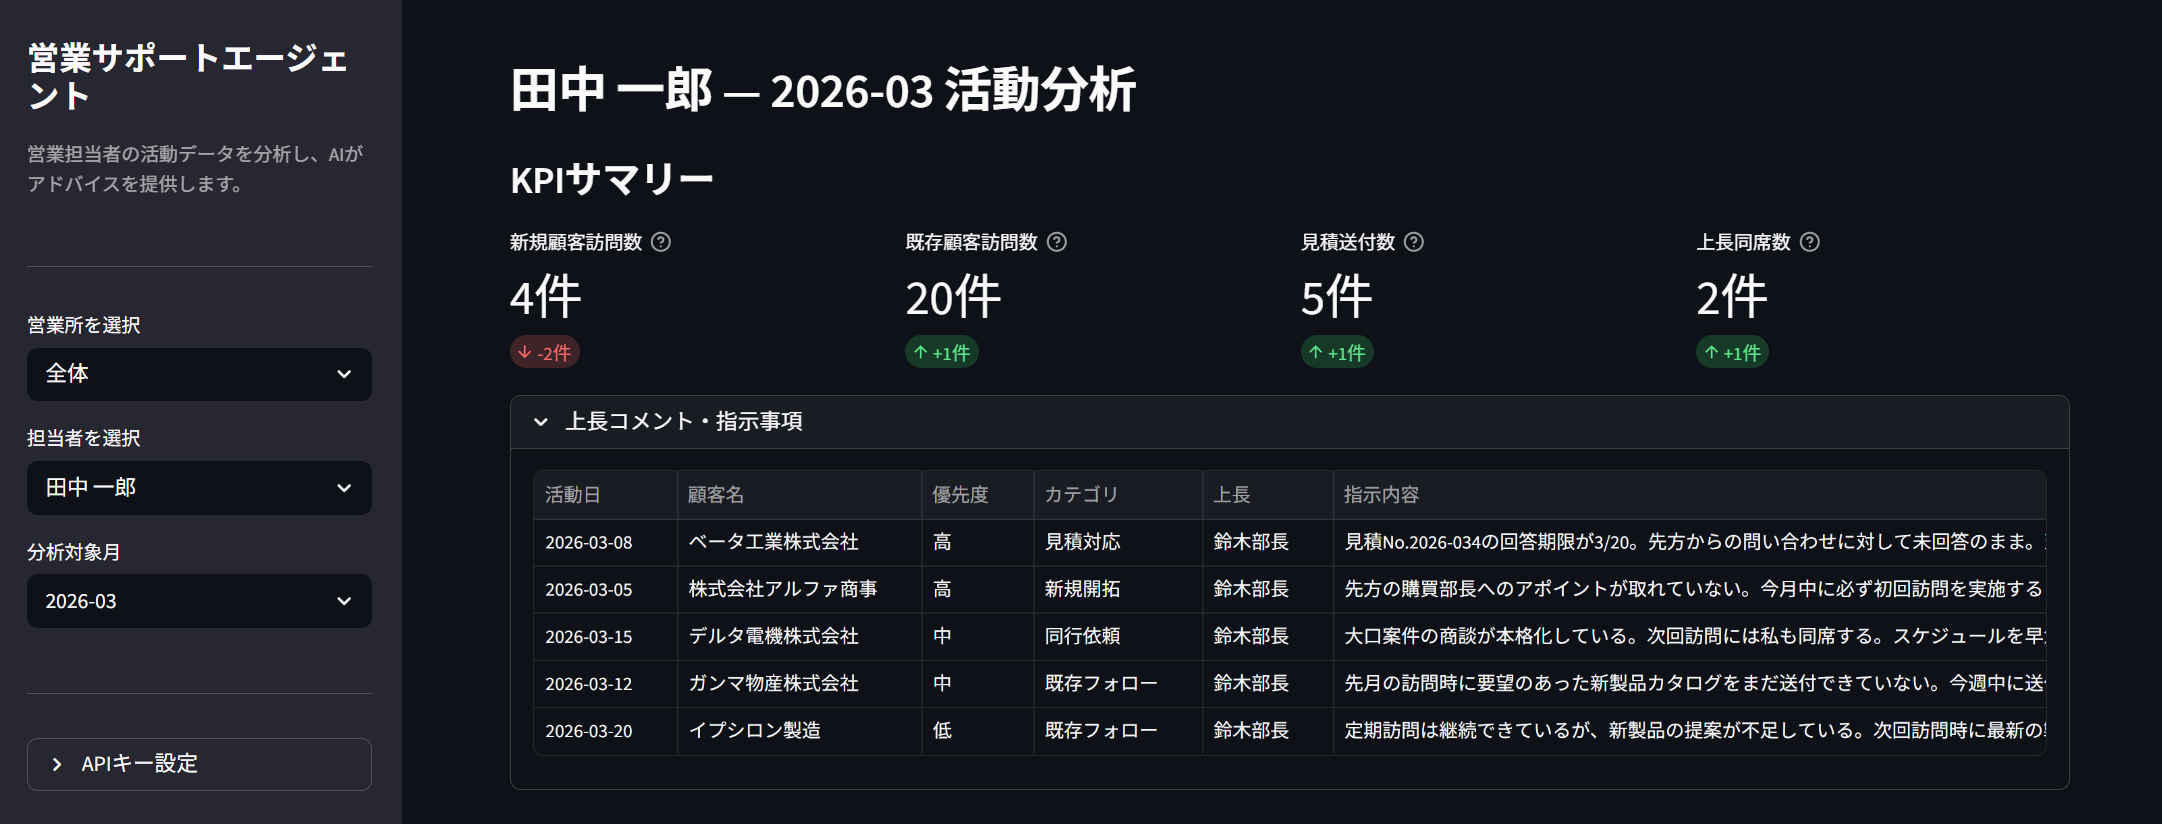 営業サポートエージェ
ント
営業担当者の活動データを分析し、AIが
アドバイスを提供します。
営業所を選択
全体
担当者を選択
田中 一郎
分析対象月
2026-03
APIキー設定
田中 一郎 — 2026-03 活動分析
KPIサマリー
新規顧客訪問数 既存顧客訪問数 見積送付数 上長同席数
4件 20件 5件 2件
↓ -2件 ↑ +1件 ↑ +1件 ↑ +1件
上長コメント・指示事項
活動日 顧客名 優先度 カテゴリ 上長 指示内容
2026-03-08 ベータ工業株式会社 高 見積対応 鈴木部長 見積No.2026-034の回答期限が3/20。先方からの問い合わせに対して未回答のまま。
2026-03-05 株式会社アルファ商事 高 新規開拓 鈴木部長 先方の購買部長へのアポイントが取れていない。今月中に必ず初回訪問を実施する
2026-03-15 デルタ電機株式会社 中 同行依頼 鈴木部長 大口案件の商談が本格化している。次回訪問には私も同席する。スケジュールを早
2026-03-12 ガンマ物産株式会社 中 既存フォロー 鈴木部長 先月の訪問時に要望のあった新製品カタログをまだ送付できていない。今週中に送
2026-03-20 イプシロン製造 低 既存フォロー 鈴木部長 定期訪問は継続できているが、新製品の提案が不足している。次回訪問時に最新の